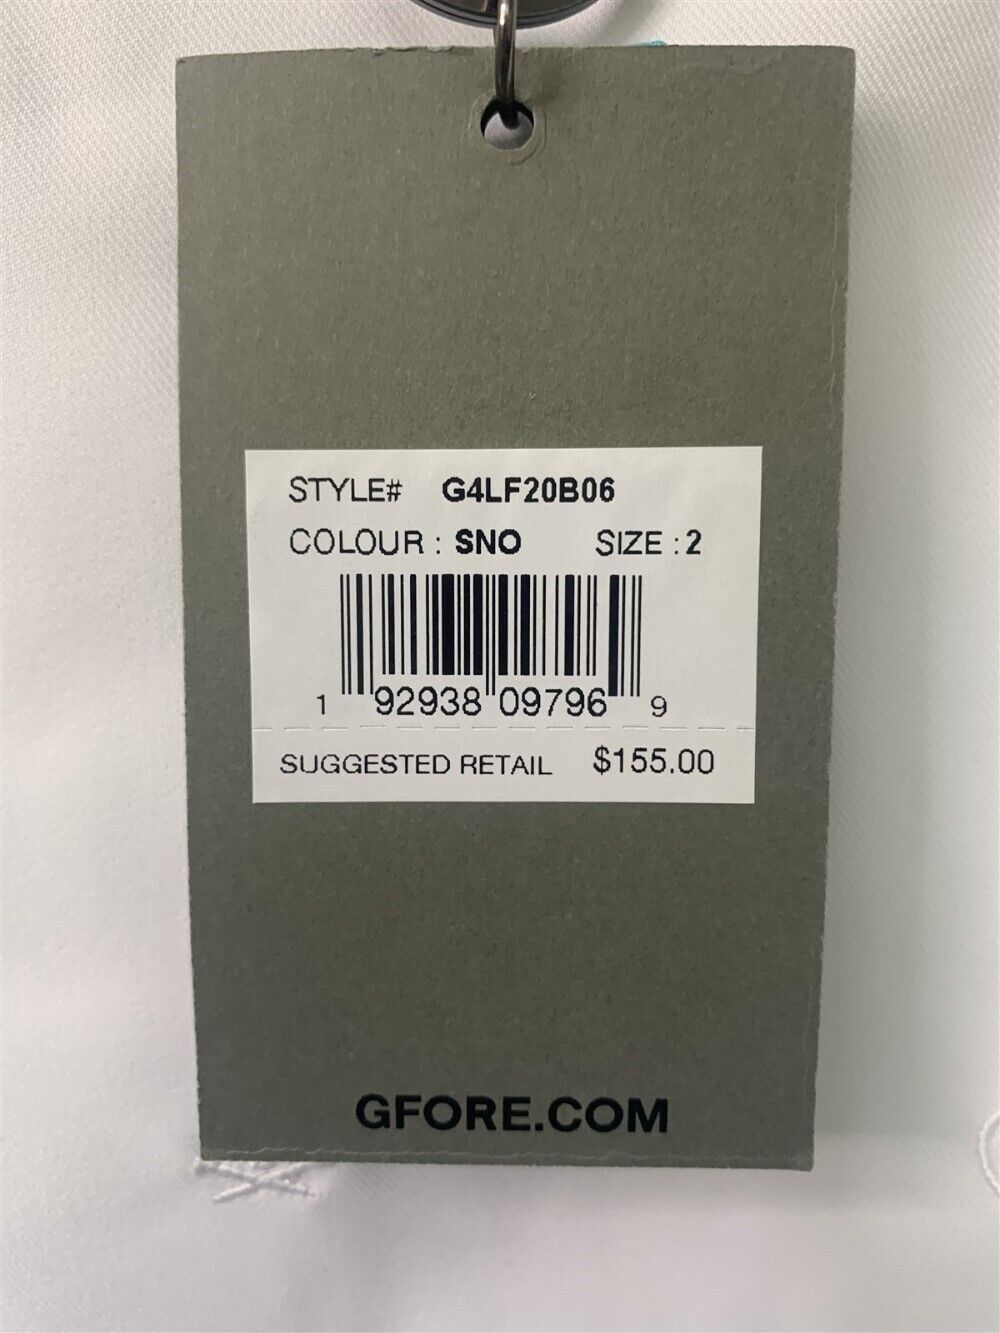 STYLE# G4LF20B06
COLOUR : SNO SIZE : 2
1 92938 09796 9
SUGGESTED RETAIL $155.00
GFORE.COM